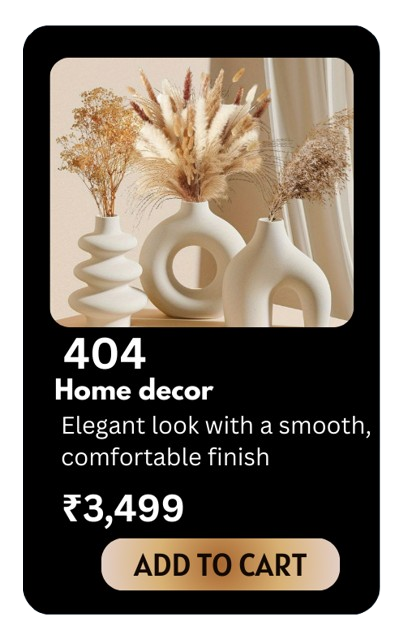 404
Home decor
Elegant look with a smooth,
comfortable finish
₹3,499
ADD TO CART